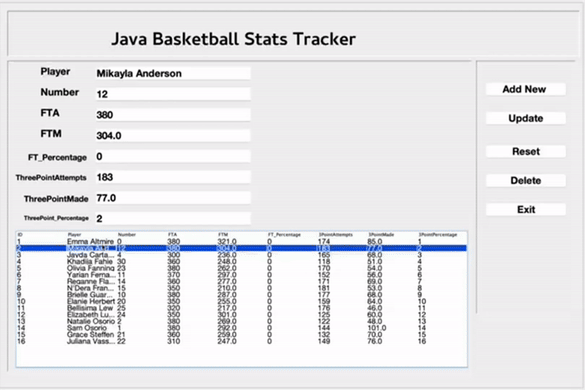 Java Basketball Stats Tracker
Player Mikayla Anderson
Number 12
FTA 380
FTM 304.0
FT_Percentage 0
ThreePointAttempts 183
ThreePointMade 77.0
ThreePoint_Percentage 2
Add New
Update
Reset
Delete
Exit
ID Player Number FTA FTM FT_Percentage 3PointAttempts 3PointMade 3PointPercentage
1 Emma Altmire 0 380 321.0 0 174 85.0 1
2 12 380 304.0 0 183 77.0 2
3 Javda Carta... 4 300 236.0 0 165 68.0 3
4 Khadija Fahie 30 360 248.0 0 118 51.0 4
5 Olivia Fanning 23 380 262.0 0 170 54.0 5
6 Yarian Ferna... 11 370 297.0 0 152 56.0 6
7 Reganne Fla... 14 360 277.0 0 171 69.0 7
8 N'Dera Fran... 15 350 210.0 0 181 53.0 8
9 Brielle Guar... 10 380 287.0 0 177 68.0 9
10 Elanie Herbert 20 350 255.0 0 159 64.0 10
11 Bellisima Lew 25 320 217.0 0 176 46.0 11
12 Elizabeth Lu... 24 350 301.0 0 125 60.0 12
13 Natalie Osorio 2 380 269.0 0 122 48.0 13
14 Sam Osorio 1 380 292.0 0 144 101.0 14
15 Grace Steffen 21 360 259.0 0 132 70.0 15
16 Juliana Vass... 22 310 247.0 0 149 76.0 16